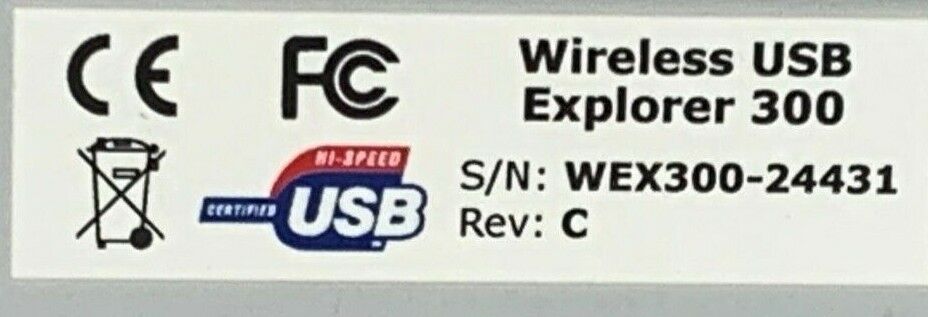 CE FC Wireless USB
Explorer 300
HI-SPEED
CERTIFIED USB
S/N: WEX300-24431
Rev: C